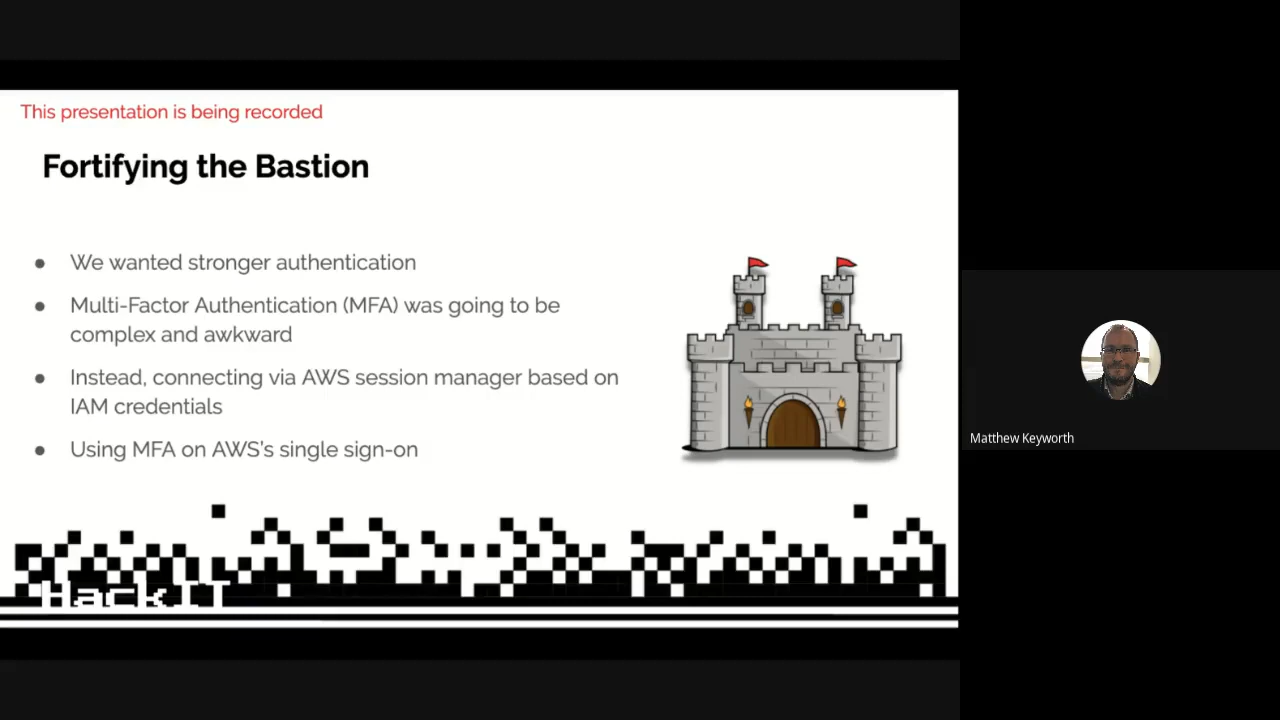 This presentation is being recorded
Fortifying the Bastion
● We wanted stronger authentication
● Multi-Factor Authentication (MFA) was going to be
complex and awkward
● Instead, connecting via AWS session manager based on
IAM credentials
● Using MFA on AWS's single sign-on
HackIT
Matthew Keyworth